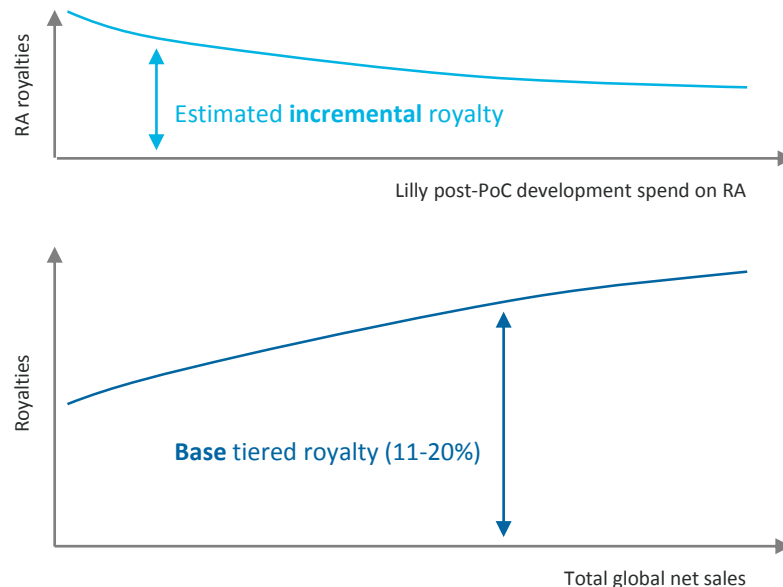 RA royalties
Estimated incremental royalty
Lilly post-PoC development spend on RA
Royalties
Base tiered royalty (11-20%)
Total global net sales